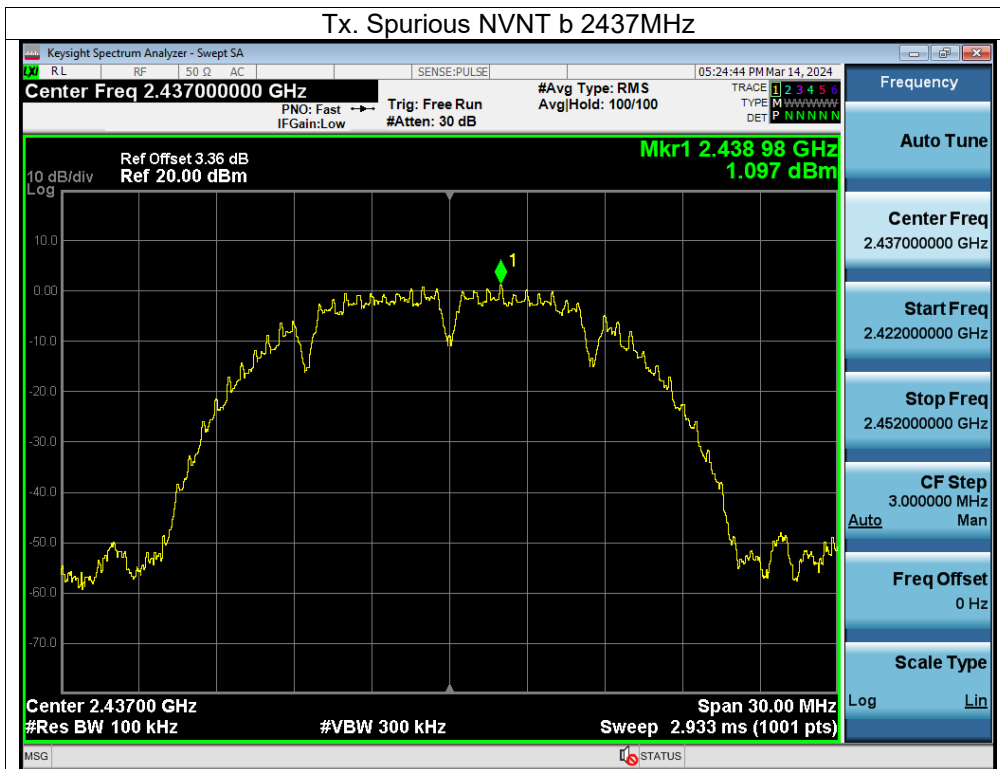 Tx. Spurious NVNT b 2437MHz
Keysight Spectrum Analyzer - Swept SA
LXI RL RF 50 Ω AC SENSE:PULSE 05:24:44 PM Mar 14, 2024
Center Freq 2.437000000 GHz #Avg Type: RMS TRACE 1 2 3 4 5 6
PNO: Fast Trig: Free Run Avg|Hold: 100/100 TYPE M WWWWW
IFGain:Low #Atten: 30 dB DET P N N N N N
Mkr1 2.438 98 GHz
1.097 dBm
Ref Offset 3.36 dB
10 dB/div Ref 20.00 dBm
Log
10.0
0.00
-10.0
-20.0
-30.0
-40.0
-50.0
-60.0
-70.0
1
Center 2.43700 GHz Span 30.00 MHz
#Res BW 100 kHz #VBW 300 kHz Sweep 2.933 ms (1001 pts)
MSG STATUS
Frequency
Auto Tune
Center Freq
2.437000000 GHz
Start Freq
2.422000000 GHz
Stop Freq
2.452000000 GHz
CF Step
3.000000 MHz
Auto Man
Freq Offset
0 Hz
Scale Type
Log Lin